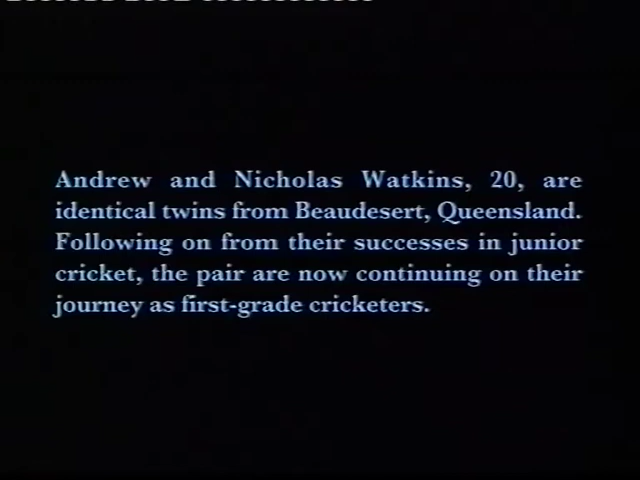 Andrew and Nicholas Watkins, 20, are
identical twins from Beaudesert, Queensland.
Following on from their successes in junior
cricket, the pair are now continuing on their
journey as first-grade cricketers.